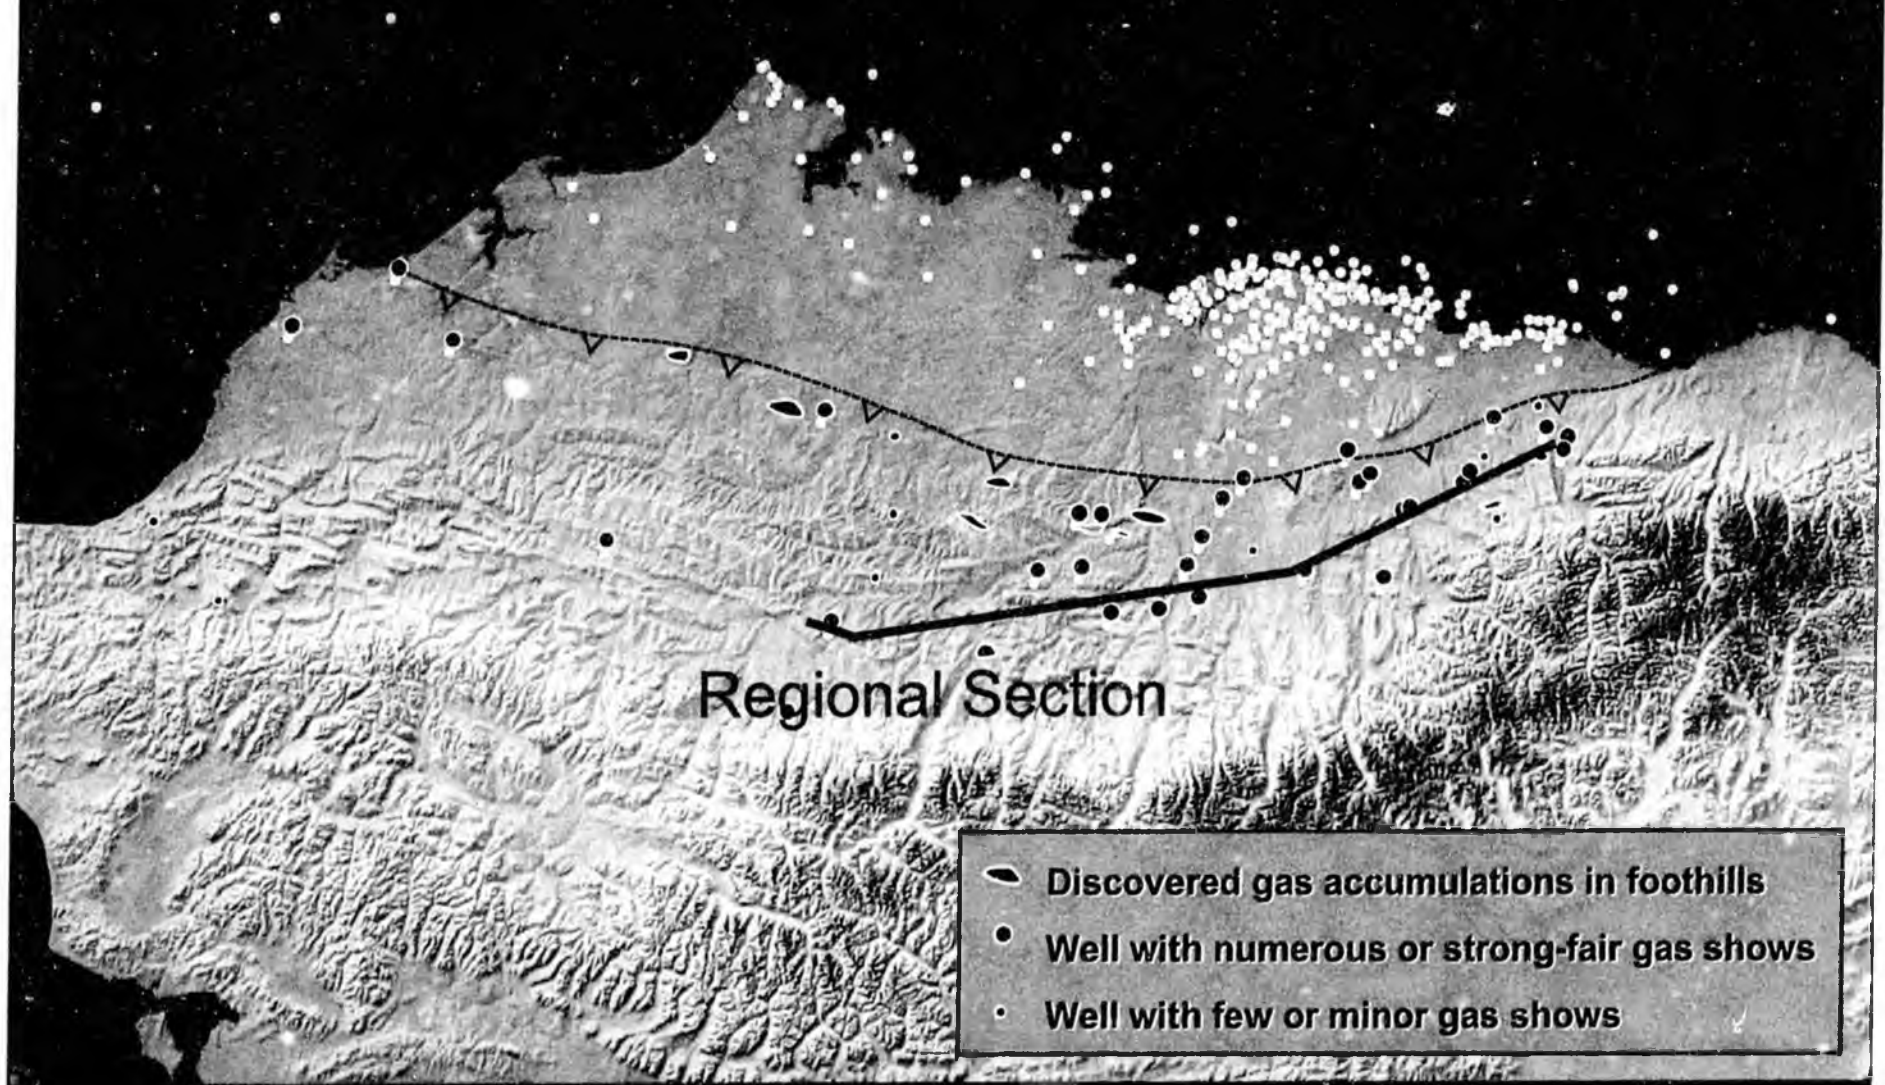 Regional Section
Discovered gas accumulations in foothills
Well with numerous or strong-fair gas shows
Well with few or minor gas shows